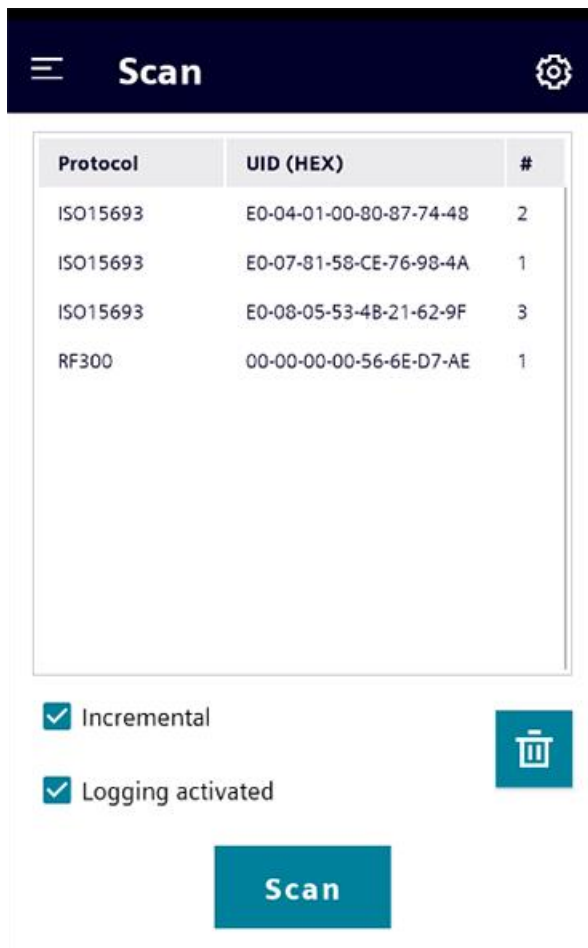 Scan
Protocol UID (HEX) #
ISO15693 E0-04-01-00-80-87-74-48 2
ISO15693 E0-07-81-58-CE-76-98-4A 1
ISO15693 E0-08-05-53-4B-21-62-9F 3
RF300 00-00-00-00-56-6E-D7-AE 1
Incremental
Logging activated
Scan